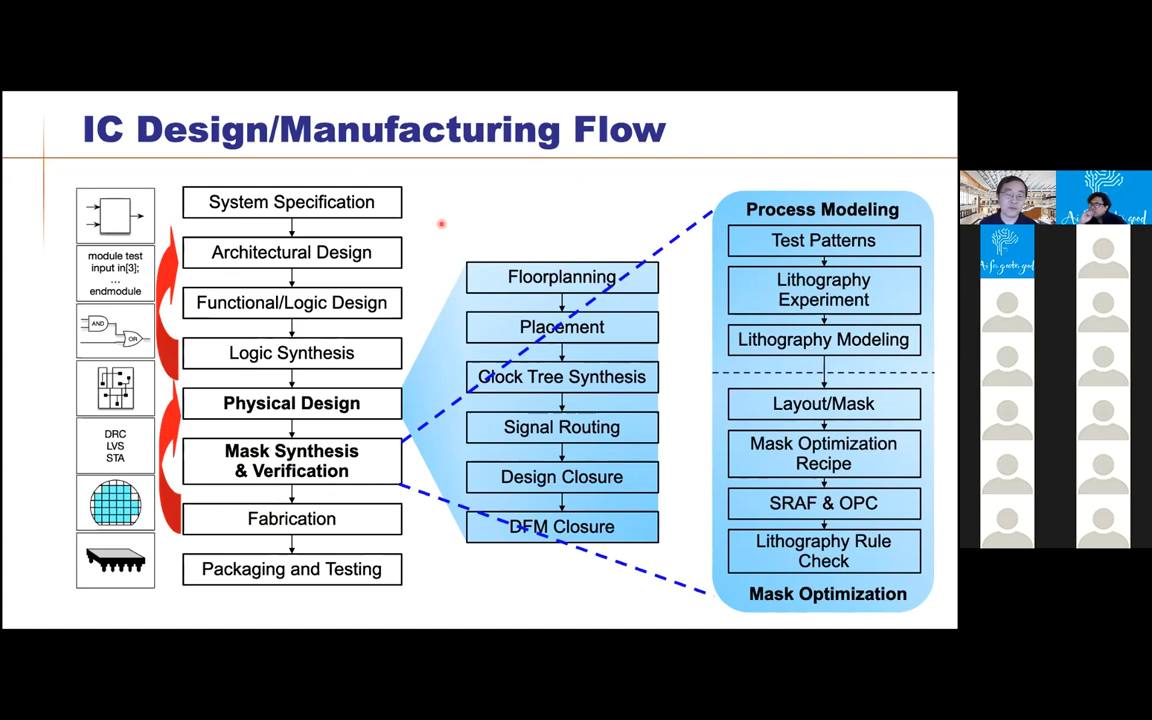 IC Design/Manufacturing Flow
module test
input in[3];
...
endmodule
AND
OR
DRC
LVS
STA
System Specification
Architectural Design
Functional/Logic Design
Logic Synthesis
Physical Design
Mask Synthesis
& Verification
Fabrication
Packaging and Testing
Floorplanning
Placement
Clock Tree Synthesis
Signal Routing
Design Closure
DFM Closure
Process Modeling
Test Patterns
Lithography
Experiment
Lithography Modeling
Layout/Mask
Mask Optimization
Recipe
SRAF & OPC
Lithography Rule
Check
Mask Optimization